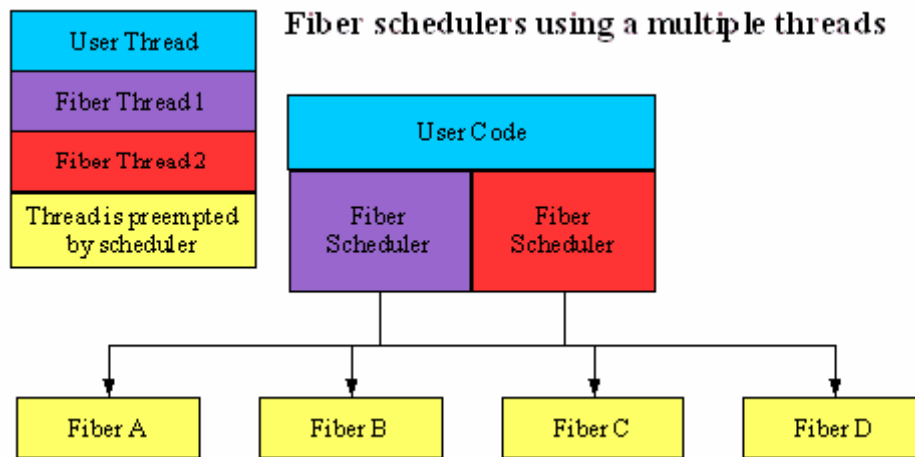 Fiber schedulers using a multiple threads
User Thread
Fiber Thread 1
Fiber Thread 2
Thread is preempted
by scheduler
User Code
Fiber
Scheduler
Fiber
Scheduler
Fiber A
Fiber B
Fiber C
Fiber D